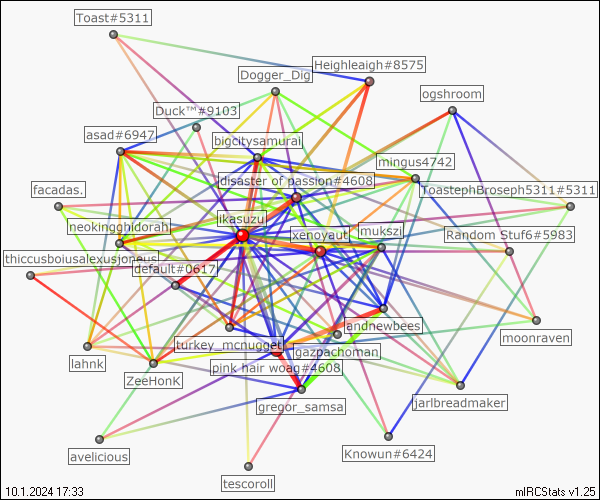 Toast#5311
Heighleaigh#8575
Dogger_Dig
ogshroom
Duck™#9103
asad#6947
bigcitysamurai
mingus4742
disaster of passion#4608
ToastephBroseph5311#5311
facadas.
likasuzu
neokingghidorah
mukszi
xenoyaut
Random Stuf6#5983
thiccusboiusalexusjoneus
default#0617
andnewbees
moonraven
turkey_mcnugget
gazpachoman
lahnk
pink hair woag#4608
ZeeHonK
jarlbreadmaker
gregor_samsa
avelicious
Knowun#6424
tescoroll
10.1.2024 17:33
mIRCStats v1.25